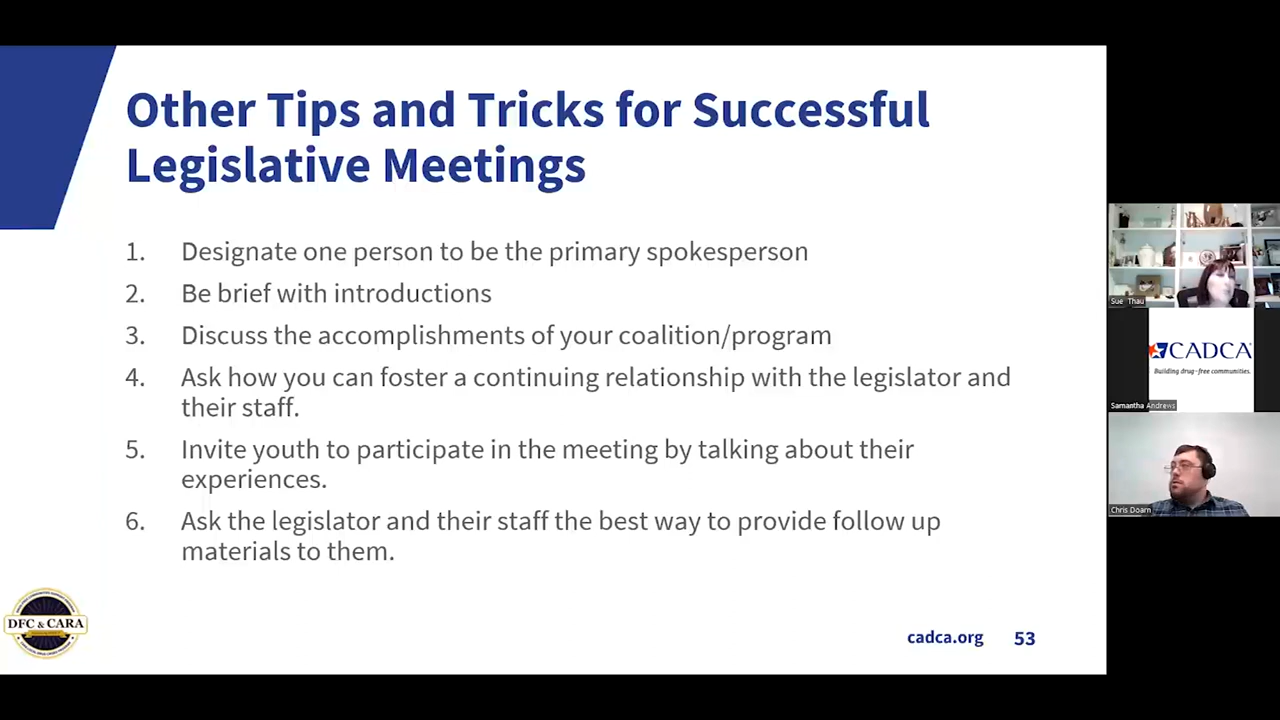 Other Tips and Tricks for Successful
Legislative Meetings
1. Designate one person to be the primary spokesperson
2. Be brief with introductions
3. Discuss the accomplishments of your coalition/program
4. Ask how you can foster a continuing relationship with the legislator and
their staff.
5. Invite youth to participate in the meeting by talking about their
experiences.
6. Ask the legislator and their staff the best way to provide follow up
materials to them.
DFC & CARA
cadca.org 53
Sue Thau
CADCA
Building drug-free communities.
Samantha Andrews
Chris Doarn